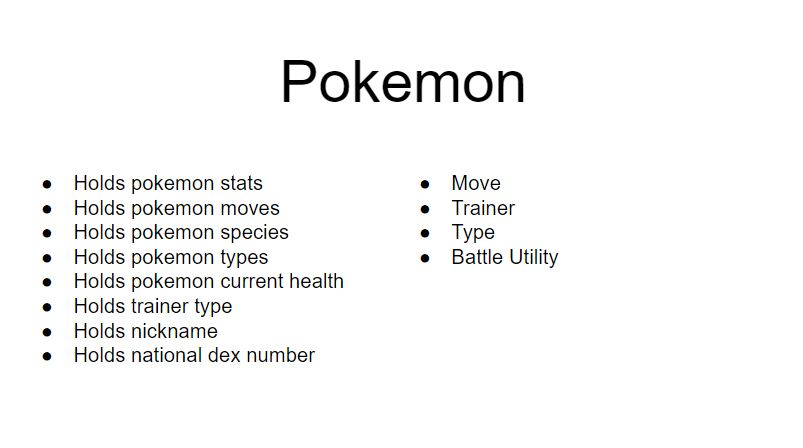 Pokemon
● Holds pokemon stats
● Holds pokemon moves
● Holds pokemon species
● Holds pokemon types
● Holds pokemon current health
● Holds trainer type
● Holds nickname
● Holds national dex number
● Move
● Trainer
● Type
● Battle Utility